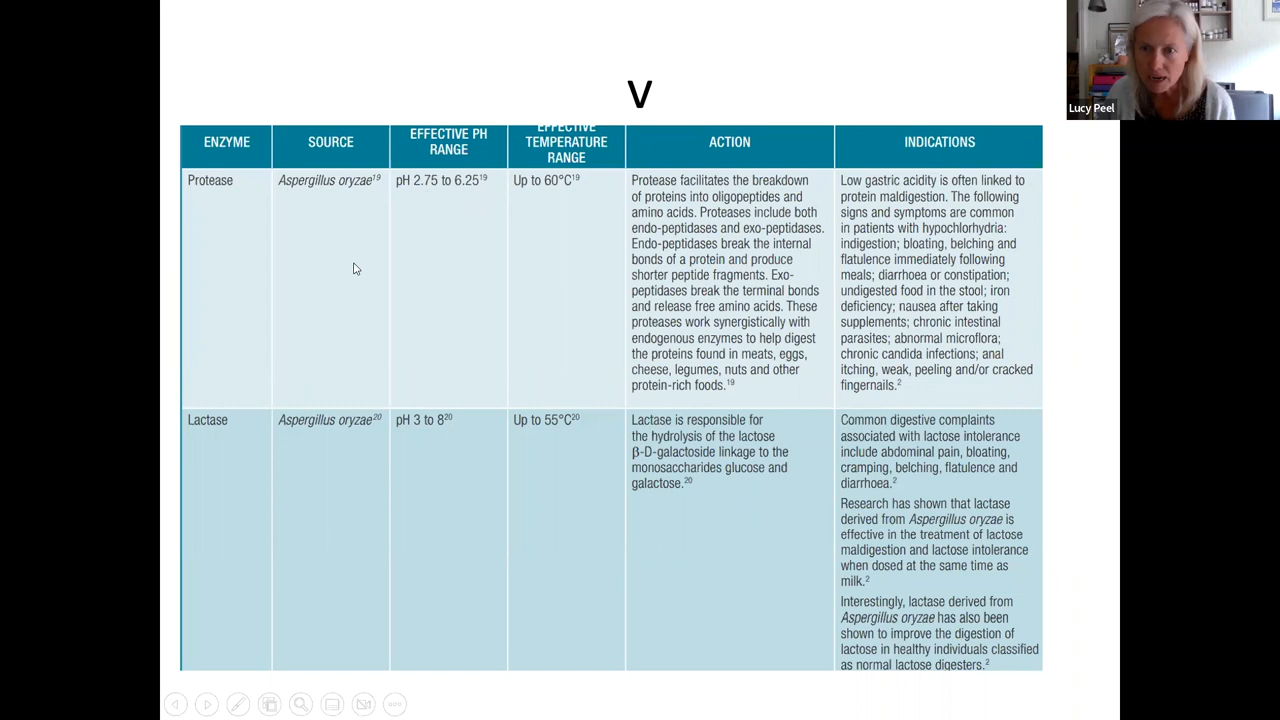 V
Lucy Peel
ENZYME
SOURCE
EFFECTIVE PH
RANGE
EFFECTIVE
TEMPERATURE
RANGE
ACTION
INDICATIONS
Protease
Aspergillus oryzae19
pH 2.75 to 6.2519
Up to 60°C19
Protease facilitates the breakdown
of proteins into oligopeptides and
amino acids. Proteases include both
endo-peptidases and exo-peptidases.
Endo-peptidases break the internal
bonds of a protein and produce
shorter peptide fragments. Exo-
peptidases break the terminal bonds
and release free amino acids. These
proteases work synergistically with
endogenous enzymes to help digest
the proteins found in meats, eggs,
cheese, legumes, nuts and other
protein-rich foods.19
Low gastric acidity is often linked to
protein maldigestion. The following
signs and symptoms are common
in patients with hypochlorhydria:
indigestion; bloating, belching and
flatulence immediately following
meals; diarrhoea or constipation;
undigested food in the stool; iron
deficiency; nausea after taking
supplements; chronic intestinal
parasites; abnormal microflora;
chronic candida infections; anal
itching, weak, peeling and/or cracked
fingernails.2
Lactase
Aspergillus oryzae20
pH 3 to 820
Up to 55°C20
Lactase is responsible for
the hydrolysis of the lactose
β-D-galactoside linkage to the
monosaccharides glucose and
galactose.20
Common digestive complaints
associated with lactose intolerance
include abdominal pain, bloating,
cramping, belching, flatulence and
diarrhoea.2
Research has shown that lactase
derived from Aspergillus oryzae is
effective in the treatment of lactose
maldigestion and lactose intolerance
when dosed at the same time as
milk.2
Interestingly, lactase derived from
Aspergillus oryzae has also been
shown to improve the digestion of
lactose in healthy individuals classified
as normal lactose digesters.2